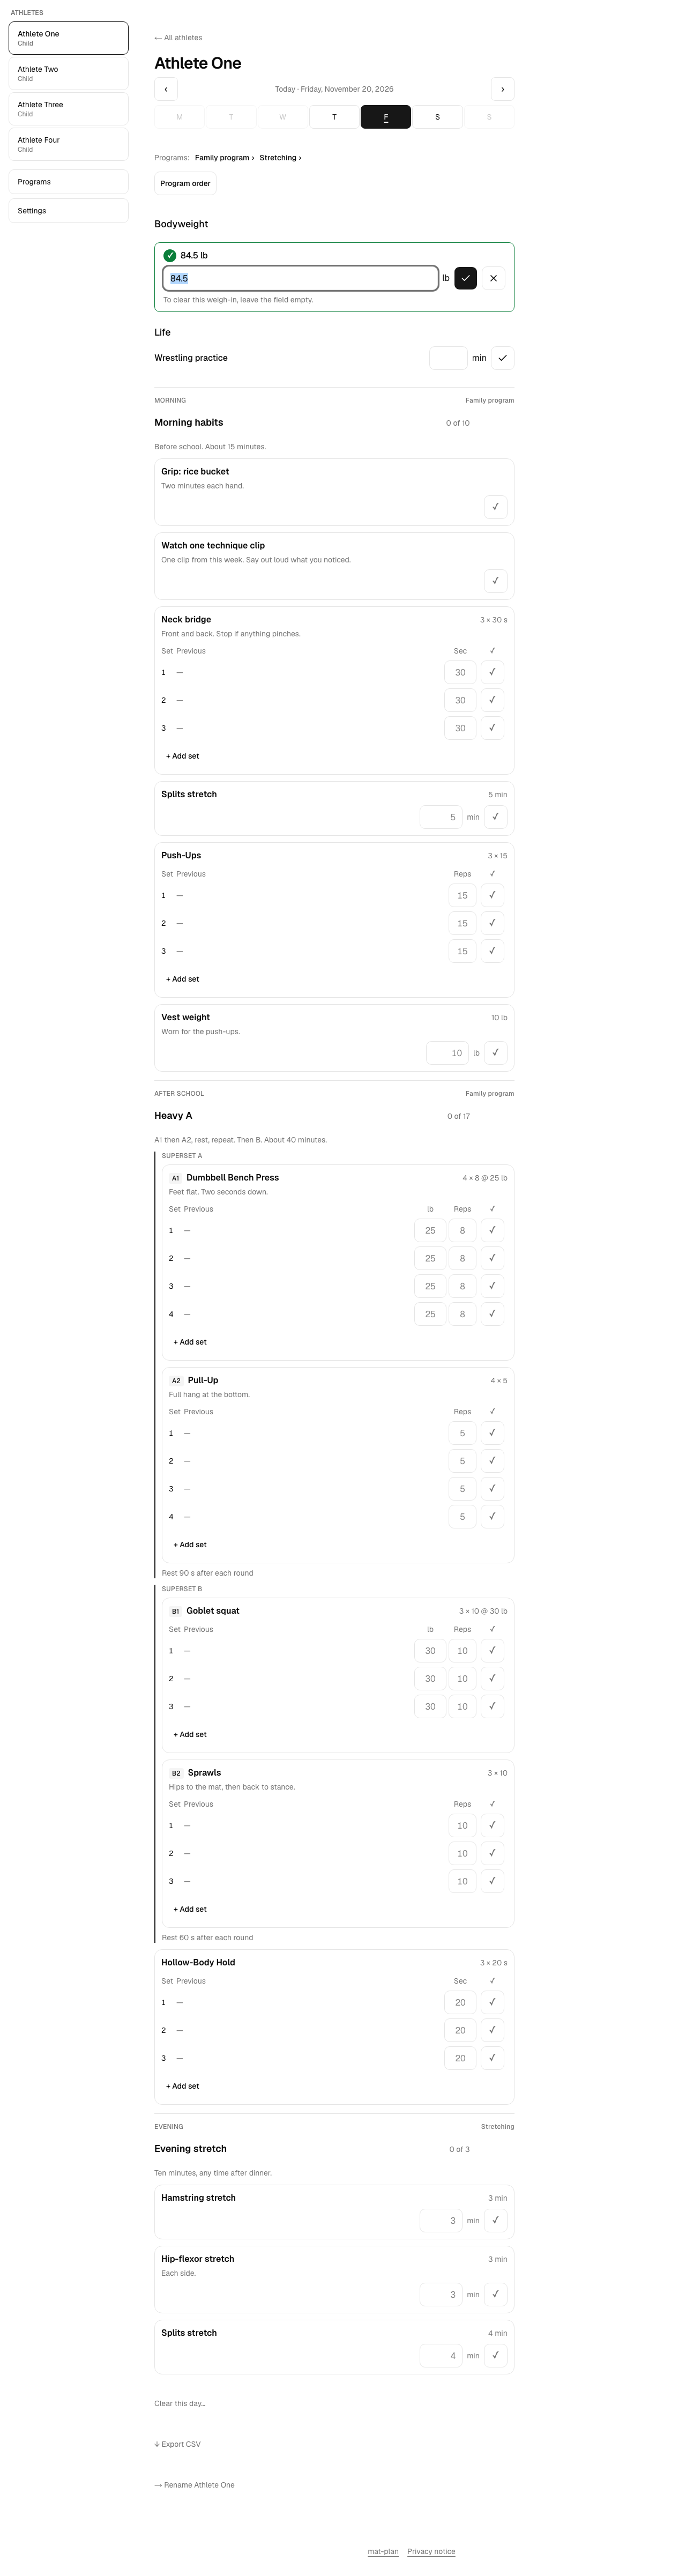 ATHLETES
Athlete One
Child
Athlete Two
Child
Athlete Three
Child
Athlete Four
Child
Programs
Settings
← All athletes
Athlete One
‹ Today · Friday, November 20, 2026 ›
M T W T F S S
Programs: Family program › Stretching ›
Program order
Bodyweight
✓ 84.5 lb
84.5 lb ✓ ✕
To clear this weigh-in, leave the field empty.
Life
Wrestling practice min ✓
MORNING Family program
Morning habits 0 of 10
Before school. About 15 minutes.
Grip: rice bucket
Two minutes each hand.
✓
Watch one technique clip
One clip from this week. Say out loud what you noticed.
✓
Neck bridge 3 × 30 s
Front and back. Stop if anything pinches.
Set Previous Sec ✓
1 — 30 ✓
2 — 30 ✓
3 — 30 ✓
+ Add set
Splits stretch 5 min
5 min ✓
Push-Ups 3 × 15
Set Previous Reps ✓
1 — 15 ✓
2 — 15 ✓
3 — 15 ✓
+ Add set
Vest weight 10 lb
Worn for the push-ups.
10 lb ✓
AFTER SCHOOL Family program
Heavy A 0 of 17
A1 then A2, rest, repeat. Then B. About 40 minutes.
SUPERSET A
A1 Dumbbell Bench Press 4 × 8 @ 25 lb
Feet flat. Two seconds down.
Set Previous lb Reps ✓
1 — 25 8 ✓
2 — 25 8 ✓
3 — 25 8 ✓
4 — 25 8 ✓
+ Add set
A2 Pull-Up 4 × 5
Full hang at the bottom.
Set Previous Reps ✓
1 — 5 ✓
2 — 5 ✓
3 — 5 ✓
4 — 5 ✓
+ Add set
Rest 90 s after each round
SUPERSET B
B1 Goblet squat 3 × 10 @ 30 lb
Set Previous lb Reps ✓
1 — 30 10 ✓
2 — 30 10 ✓
3 — 30 10 ✓
+ Add set
B2 Sprawls 3 × 10
Hips to the mat, then back to stance.
Set Previous Reps ✓
1 — 10 ✓
2 — 10 ✓
3 — 10 ✓
+ Add set
Rest 60 s after each round
Hollow-Body Hold 3 × 20 s
Set Previous Sec ✓
1 — 20 ✓
2 — 20 ✓
3 — 20 ✓
+ Add set
EVENING Stretching
Evening stretch 0 of 3
Ten minutes, any time after dinner.
Hamstring stretch 3 min
3 min ✓
Hip-flexor stretch 3 min
Each side.
3 min ✓
Splits stretch 4 min
4 min ✓
Clear this day…
↓ Export CSV
→ Rename Athlete One
mat-plan Privacy notice